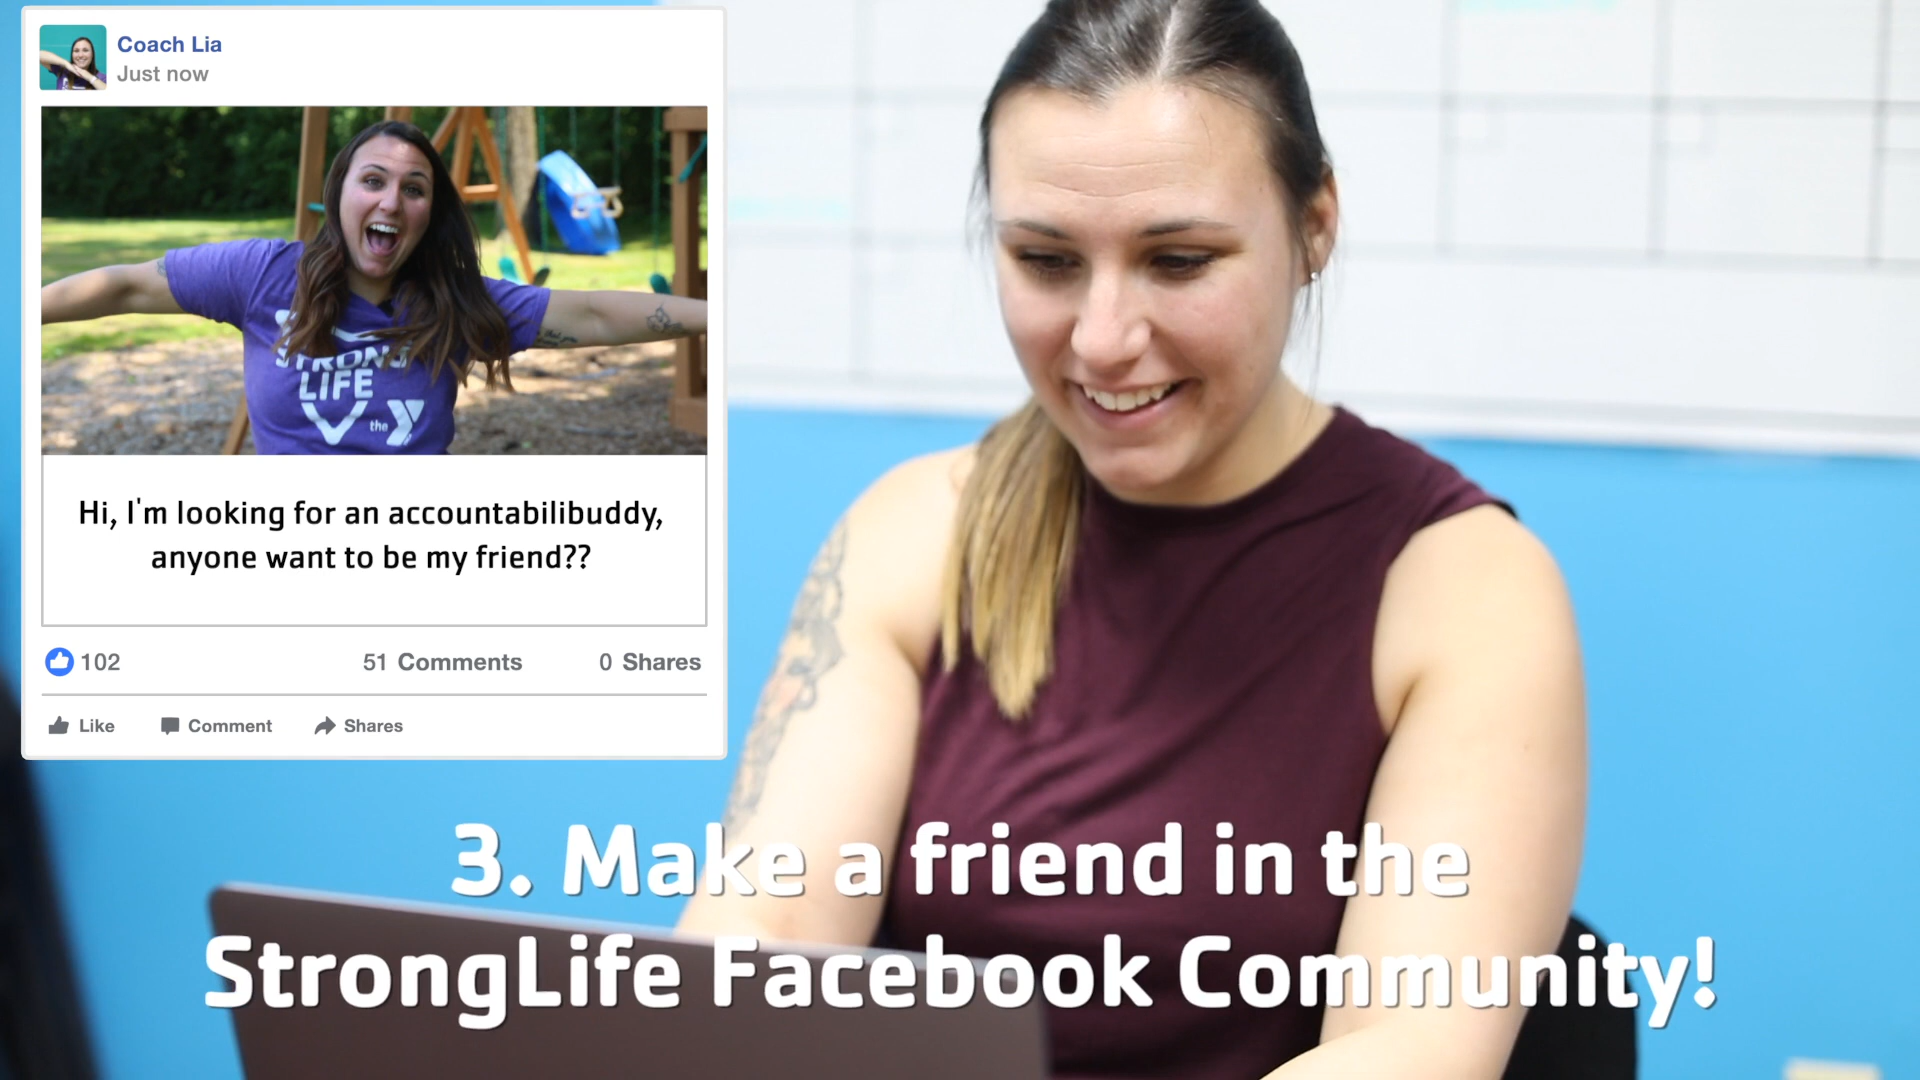 Coach Lia
Just now
STRONG
LIFE
the Y
Hi, I'm looking for an accountabilibuddy,
anyone want to be my friend??
102 51 Comments 0 Shares
Like Comment Shares
3. Make a friend in the
StrongLife Facebook Community!